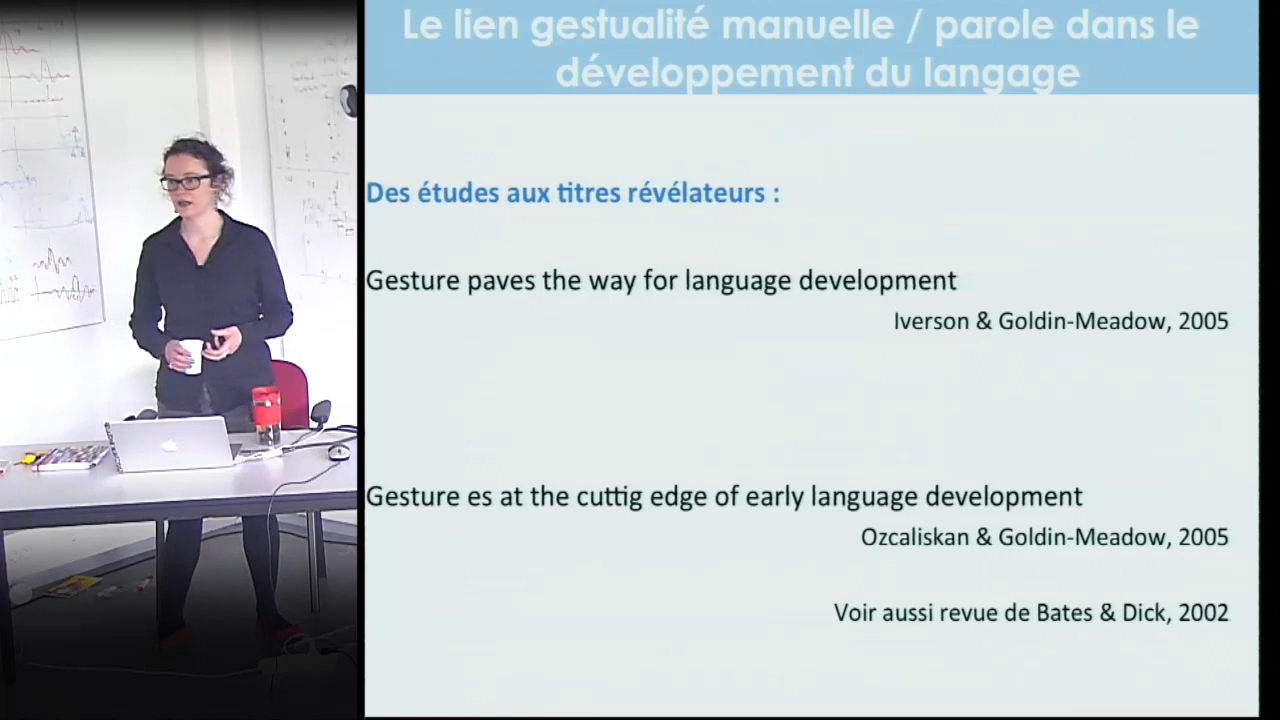 Le lien gestualité manuelle / parole dans le
développement du langage
Des études aux titres révélateurs :
Gesture paves the way for language development
Iverson & Goldin-Meadow, 2005
Gesture es at the cuttig edge of early language development
Ozcaliskan & Goldin-Meadow, 2005
Voir aussi revue de Bates & Dick, 2002